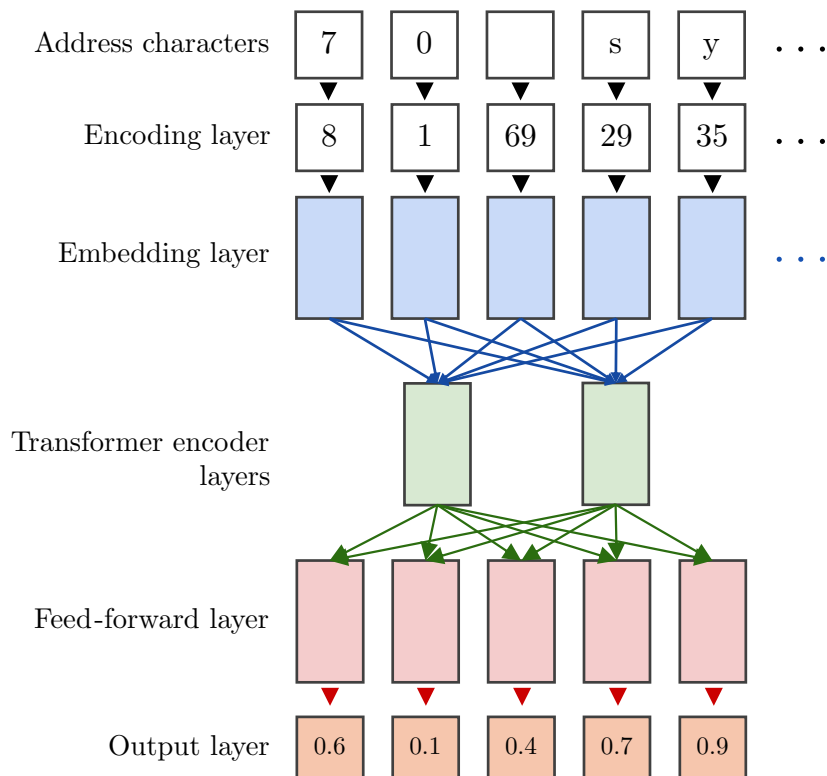 Address characters 7 0 s y . . .
Encoding layer 8 1 69 29 35 . . .
Embedding layer . . .
Transformer encoder
layers
Feed-forward layer
Output layer 0.6 0.1 0.4 0.7 0.9